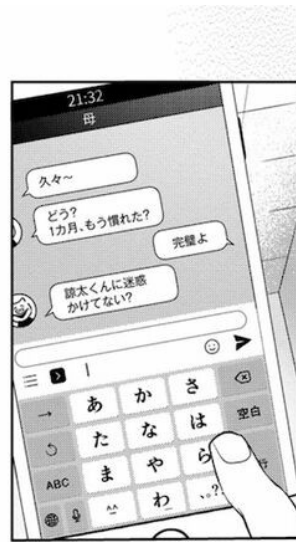 21:32
母
久々〜
どう?
1カ月、もう慣れた?
完璧よ
諒太くんに迷惑
かけてない?
→ あ か さ
た な は 空白
ABC ま や ら 行
^^ わ 、。?!